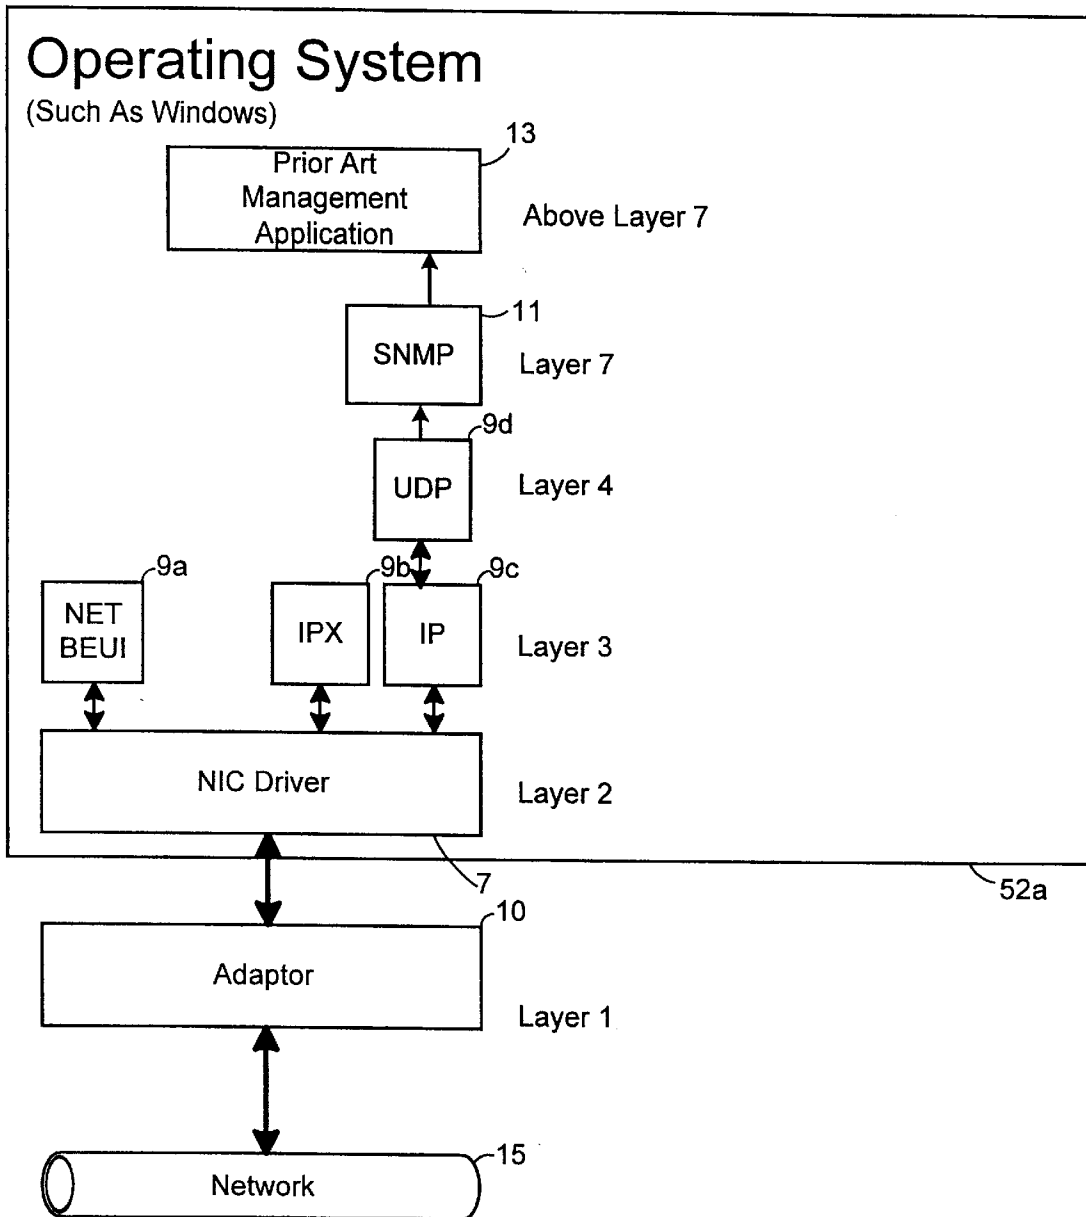 Operating System
(Such As Windows)
13
Prior Art
Management
Application
Above Layer 7
11
SNMP
Layer 7
9d
UDP
Layer 4
9a
9b
9c
NET
BEUI
IPX
IP
Layer 3
NIC Driver
Layer 2
7
52a
10
Adaptor
Layer 1
15
Network